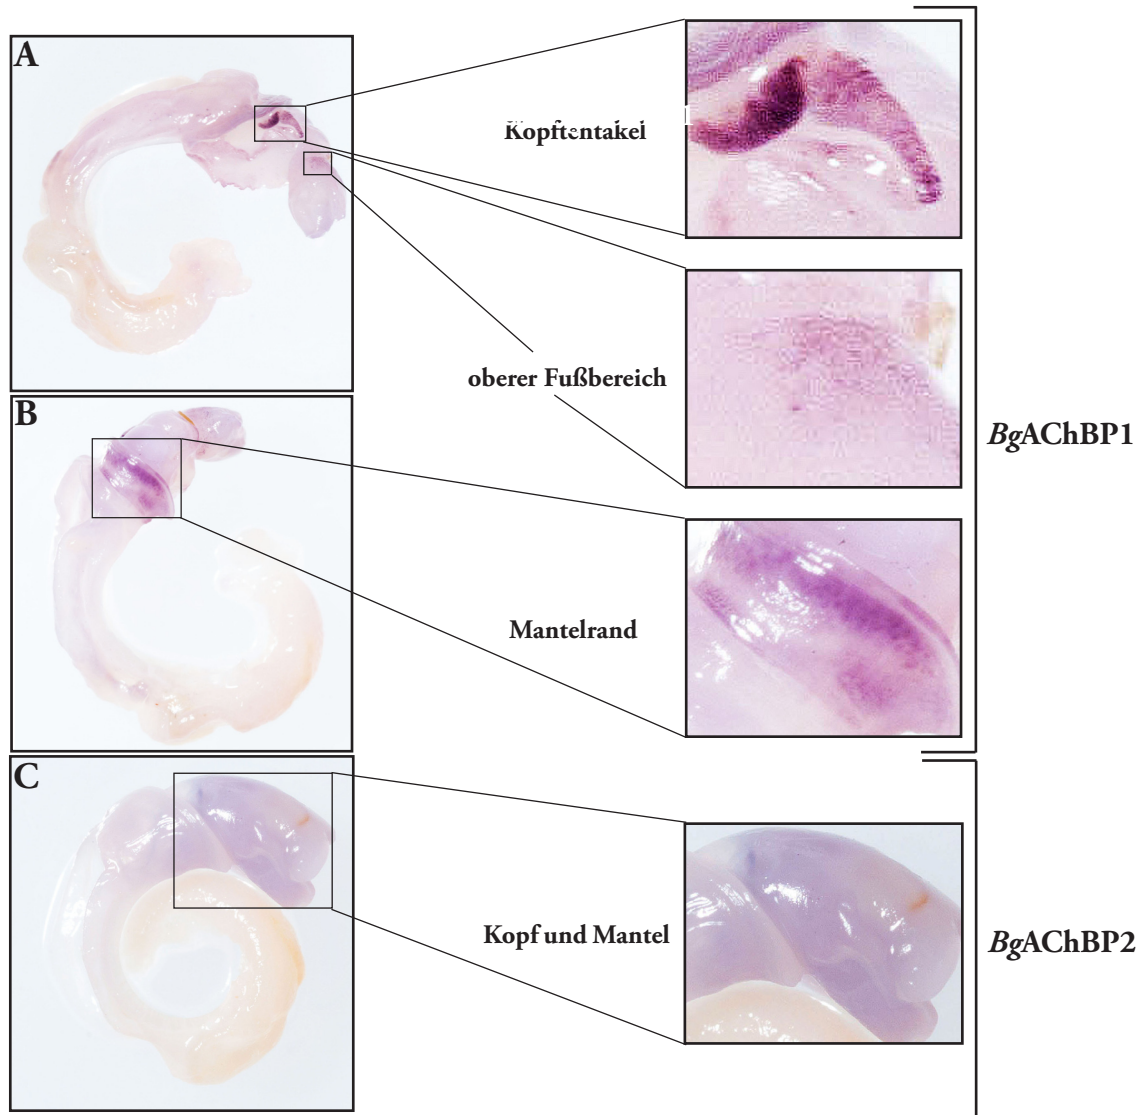 A
Kopftentakel
oberer Fußbereich
BgAChBP1
B
Mantelrand
C
Kopf und Mantel
BgAChBP2